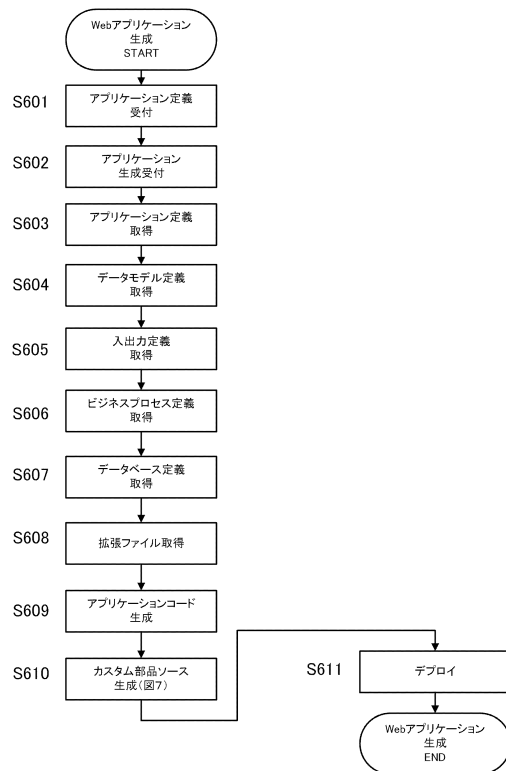 Webアプリケーション
生成
START
S601
アプリケーション定義
受付
S602
アプリケーション
生成受付
S603
アプリケーション定義
取得
S604
データモデル定義
取得
S605
入出力定義
取得
S606
ビジネスプロセス定義
取得
S607
データベース定義
取得
S608
拡張ファイル取得
S609
アプリケーションコード
生成
S610
カスタム部品ソース
生成(図7)
S611
デプロイ
Webアプリケーション
生成
END